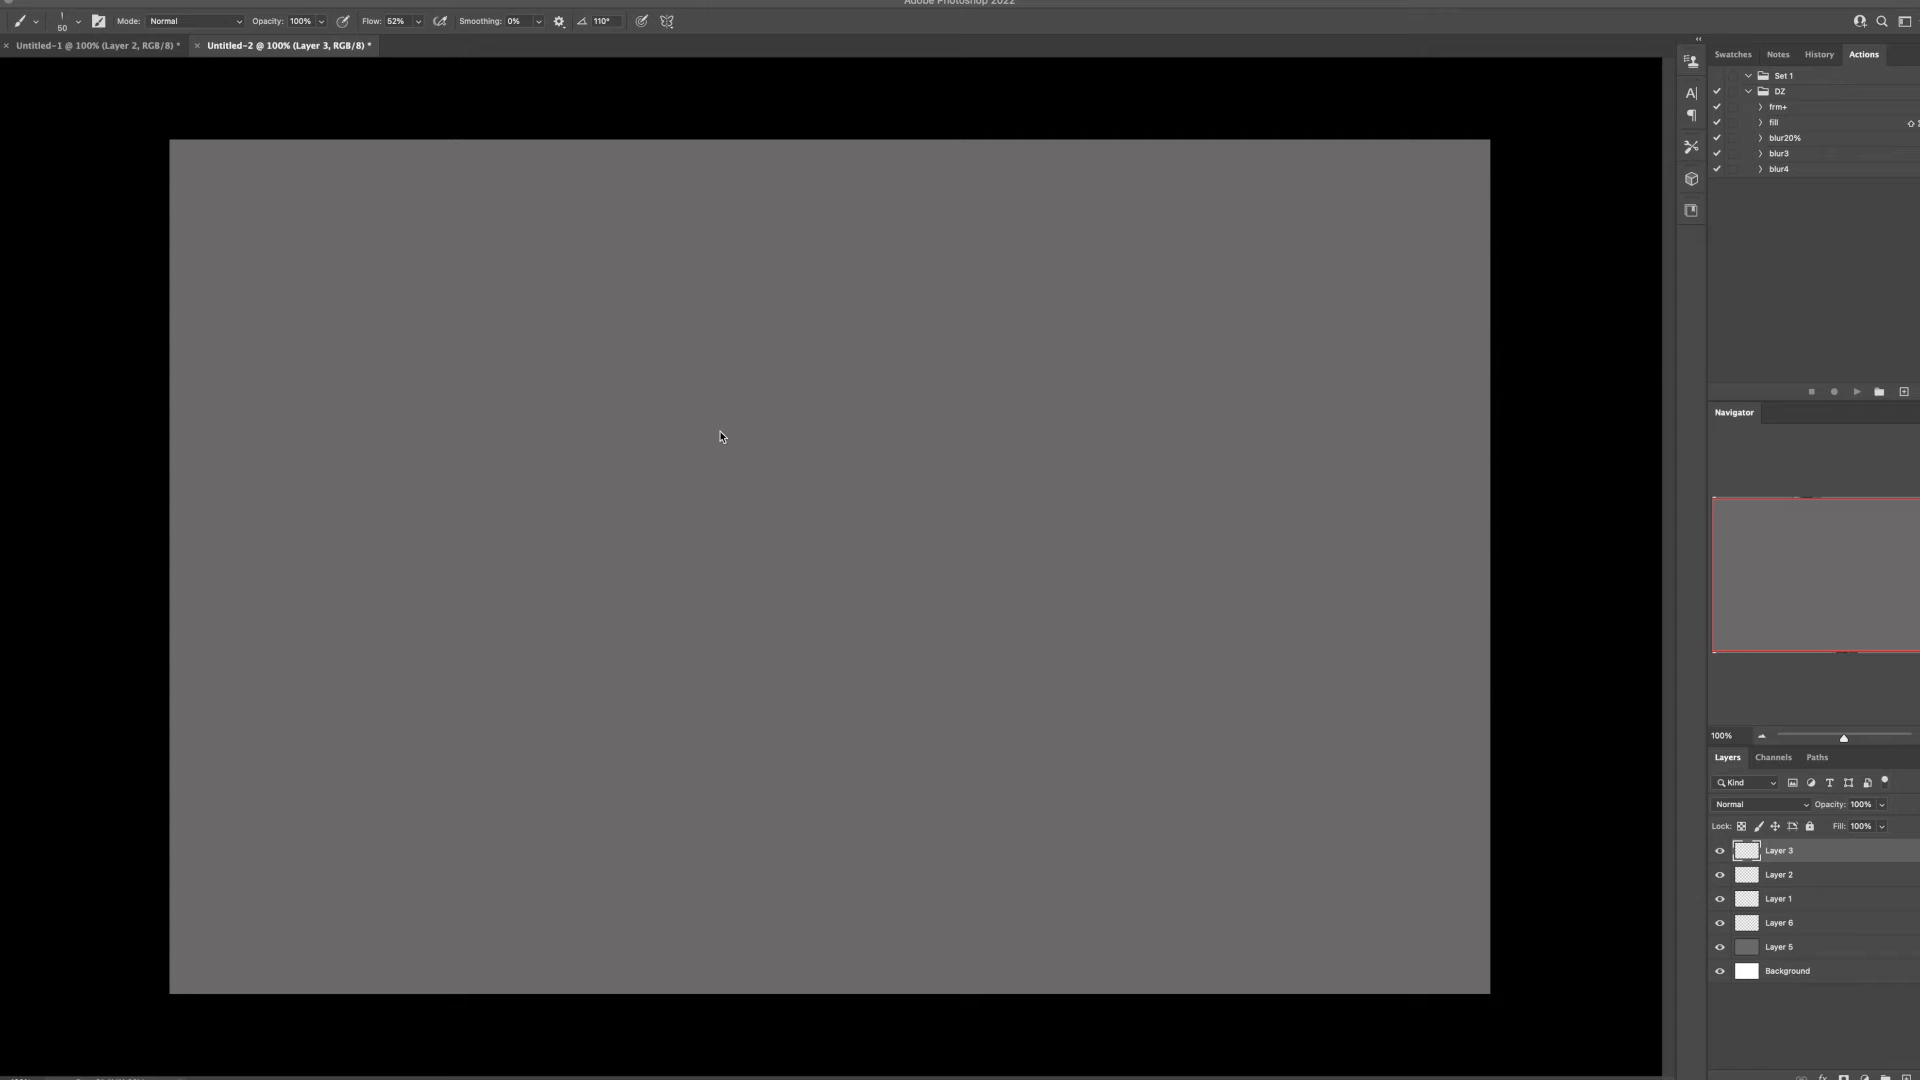 Adobe Photoshop 2022
50
Mode: Normal Opacity: 100% Flow: 52% Smoothing: 0% 110°
Untitled-1 @ 100% (Layer 2, RGB/8) * Untitled-2 @ 100% (Layer 3, RGB/8) *
Swatches Notes History Actions
Set 1
DZ
frm+
fill
blur20%
blur3
blur4
Navigator
100%
Layers Channels Paths
Kind
Normal Opacity: 100%
Lock: Fill: 100%
Layer 3
Layer 2
Layer 1
Layer 6
Layer 5
Background